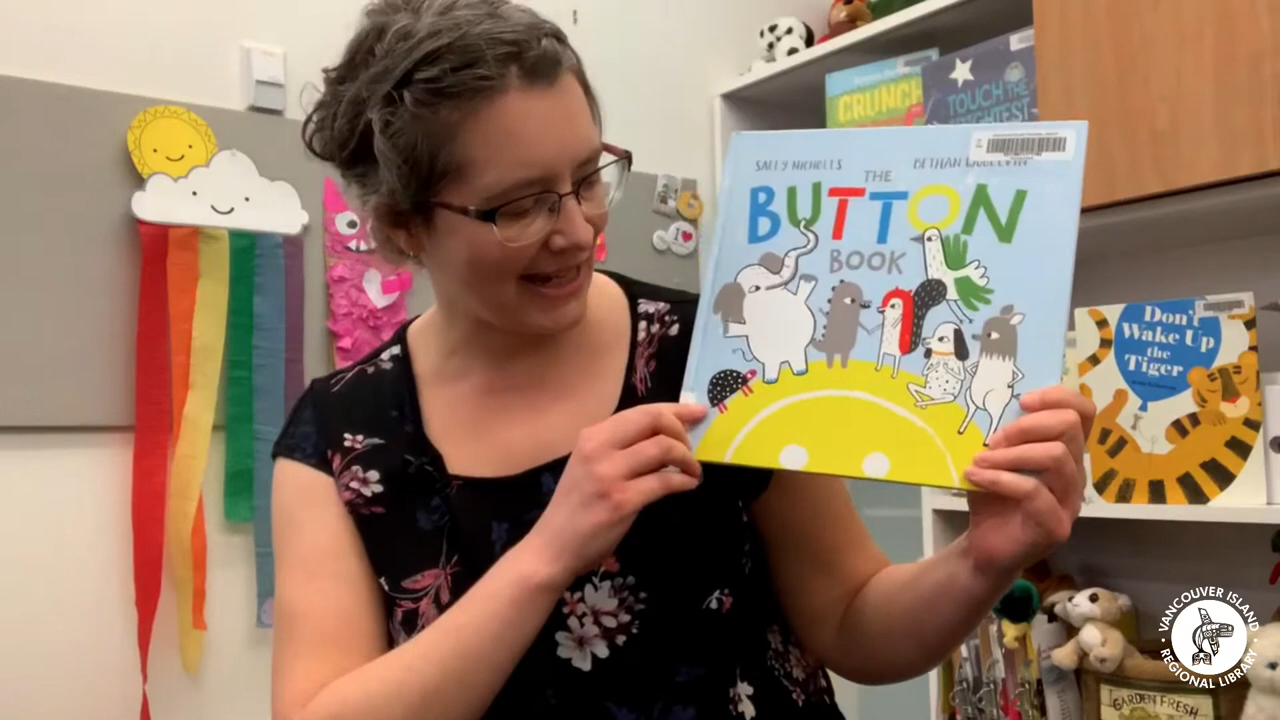 CRUNCH
TOUCH THE
BRIGHTEST
SALLY NICHOLLS
BETHAN WOOLLVIN
THE
BUTTON
BOOK
I
Don't
Wake Up
the
Tiger
VANCOUVER ISLAND
REGIONAL LIBRARY
GARDEN FRESH